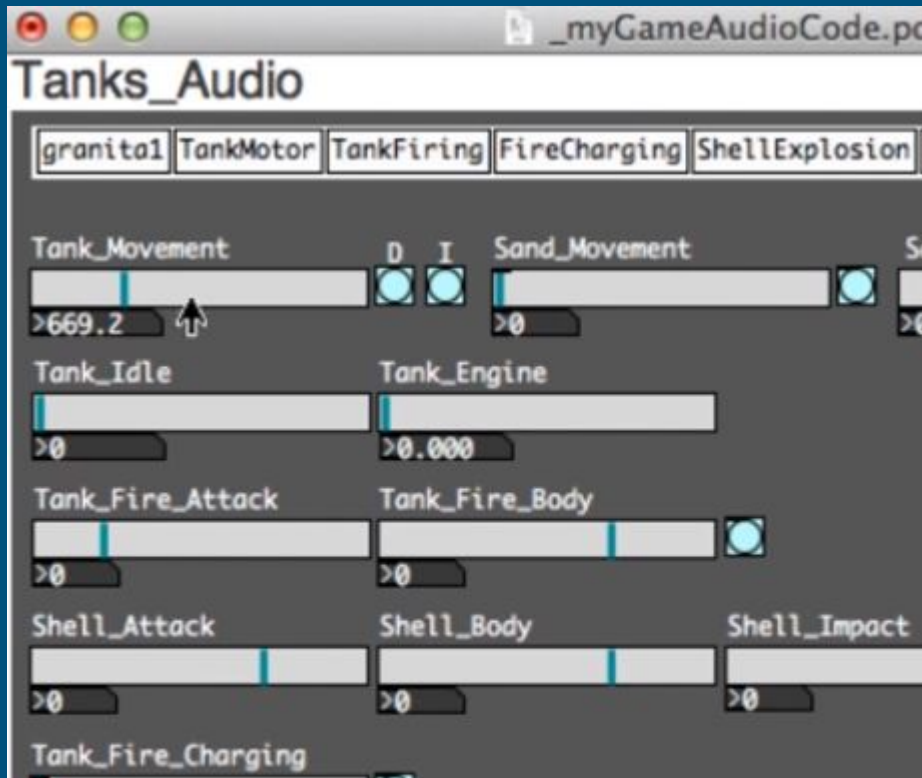 _myGameAudioCode.pd
Tanks_Audio
granita1 TankMotor TankFiring FireCharging ShellExplosion
Tank_Movement D I Sand_Movement
>669.2 >0
Tank_Idle Tank_Engine
>0 >0.000
Tank_Fire_Attack Tank_Fire_Body
>0 >0
Shell_Attack Shell_Body Shell_Impact
>0 >0 >0
Tank_Fire_Charging